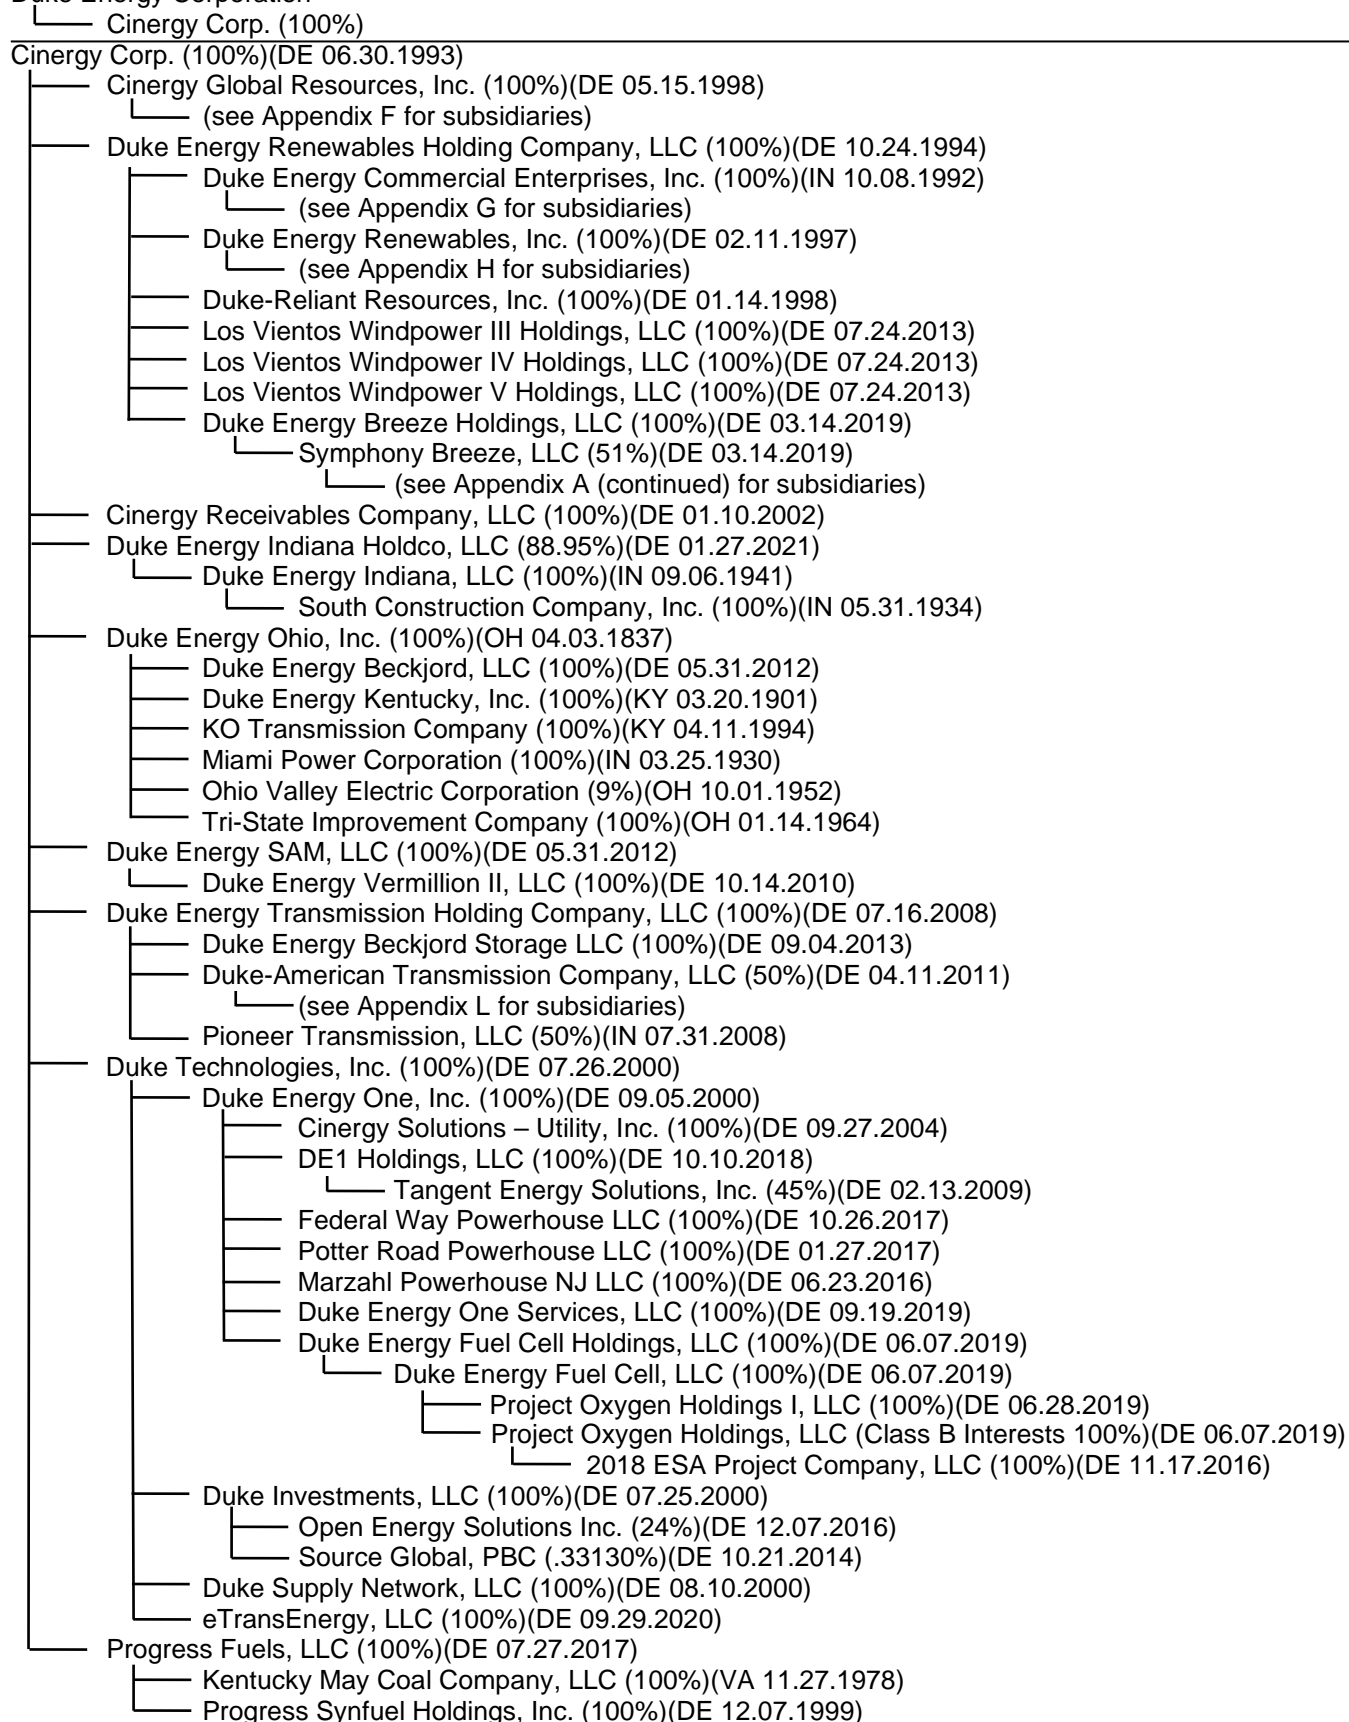 Duke Energy Corporation
Cinergy Corp. (100%)
Cinergy Corp. (100%)(DE 06.30.1993)
Cinergy Global Resources, Inc. (100%)(DE 05.15.1998)
(see Appendix F for subsidiaries)
Duke Energy Renewables Holding Company, LLC (100%)(DE 10.24.1994)
Duke Energy Commercial Enterprises, Inc. (100%)(IN 10.08.1992)
(see Appendix G for subsidiaries)
Duke Energy Renewables, Inc. (100%)(DE 02.11.1997)
(see Appendix H for subsidiaries)
Duke-Reliant Resources, Inc. (100%)(DE 01.14.1998)
Los Vientos Windpower III Holdings, LLC (100%)(DE 07.24.2013)
Los Vientos Windpower IV Holdings, LLC (100%)(DE 07.24.2013)
Los Vientos Windpower V Holdings, LLC (100%)(DE 07.24.2013)
Duke Energy Breeze Holdings, LLC (100%)(DE 03.14.2019)
Symphony Breeze, LLC (51%)(DE 03.14.2019)
(see Appendix A (continued) for subsidiaries)
Cinergy Receivables Company, LLC (100%)(DE 01.10.2002)
Duke Energy Indiana Holdco, LLC (88.95%)(DE 01.27.2021)
Duke Energy Indiana, LLC (100%)(IN 09.06.1941)
South Construction Company, Inc. (100%)(IN 05.31.1934)
Duke Energy Ohio, Inc. (100%)(OH 04.03.1837)
Duke Energy Beckjord, LLC (100%)(DE 05.31.2012)
Duke Energy Kentucky, Inc. (100%)(KY 03.20.1901)
KO Transmission Company (100%)(KY 04.11.1994)
Miami Power Corporation (100%)(IN 03.25.1930)
Ohio Valley Electric Corporation (9%)(OH 10.01.1952)
Tri-State Improvement Company (100%)(OH 01.14.1964)
Duke Energy SAM, LLC (100%)(DE 05.31.2012)
Duke Energy Vermillion II, LLC (100%)(DE 10.14.2010)
Duke Energy Transmission Holding Company, LLC (100%)(DE 07.16.2008)
Duke Energy Beckjord Storage LLC (100%)(DE 09.04.2013)
Duke-American Transmission Company, LLC (50%)(DE 04.11.2011)
(see Appendix L for subsidiaries)
Pioneer Transmission, LLC (50%)(IN 07.31.2008)
Duke Technologies, Inc. (100%)(DE 07.26.2000)
Duke Energy One, Inc. (100%)(DE 09.05.2000)
Cinergy Solutions – Utility, Inc. (100%)(DE 09.27.2004)
DE1 Holdings, LLC (100%)(DE 10.10.2018)
Tangent Energy Solutions, Inc. (45%)(DE 02.13.2009)
Federal Way Powerhouse LLC (100%)(DE 10.26.2017)
Potter Road Powerhouse LLC (100%)(DE 01.27.2017)
Marzahl Powerhouse NJ LLC (100%)(DE 06.23.2016)
Duke Energy One Services, LLC (100%)(DE 09.19.2019)
Duke Energy Fuel Cell Holdings, LLC (100%)(DE 06.07.2019)
Duke Energy Fuel Cell, LLC (100%)(DE 06.07.2019)
Project Oxygen Holdings I, LLC (100%)(DE 06.28.2019)
Project Oxygen Holdings, LLC (Class B Interests 100%)(DE 06.07.2019)
2018 ESA Project Company, LLC (100%)(DE 11.17.2016)
Duke Investments, LLC (100%)(DE 07.25.2000)
Open Energy Solutions Inc. (24%)(DE 12.07.2016)
Source Global, PBC (.33130%)(DE 10.21.2014)
Duke Supply Network, LLC (100%)(DE 08.10.2000)
eTransEnergy, LLC (100%)(DE 09.29.2020)
Progress Fuels, LLC (100%)(DE 07.27.2017)
Kentucky May Coal Company, LLC (100%)(VA 11.27.1978)
Progress Synfuel Holdings, Inc. (100%)(DE 12.07.1999)